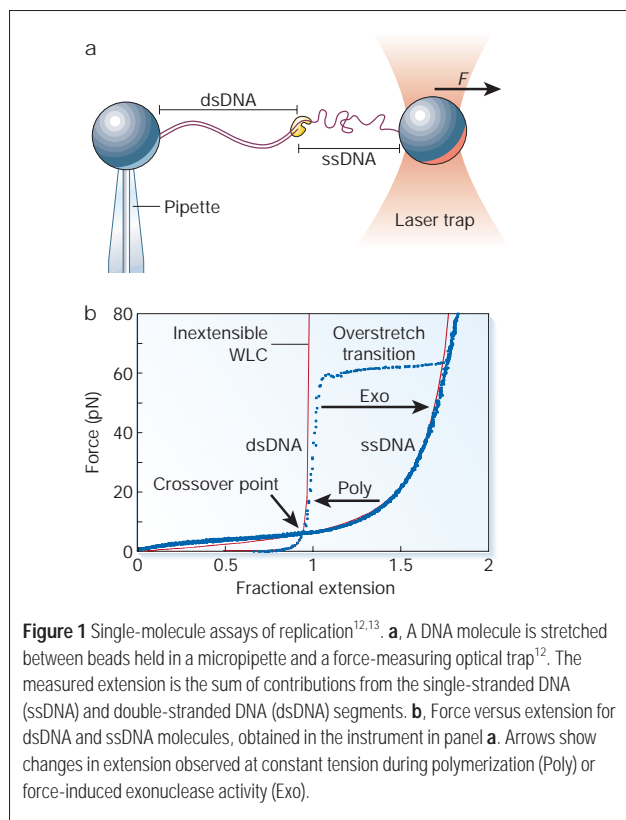 a
dsDNA
F
ssDNA
Pipette
Laser trap
b
80
60
40
20
0
Force (pN)
Inextensible
WLC
Overstretch
transition
Exo
dsDNA
ssDNA
Crossover point
Poly
0
0.5
1
1.5
2
Fractional extension
Figure 1 Single-molecule assays of replication12,13. a, A DNA molecule is stretched
between beads held in a micropipette and a force-measuring optical trap12. The
measured extension is the sum of contributions from the single-stranded DNA
(ssDNA) and double-stranded DNA (dsDNA) segments. b, Force versus extension for
dsDNA and ssDNA molecules, obtained in the instrument in panel a. Arrows show
changes in extension observed at constant tension during polymerization (Poly) or
force-induced exonuclease activity (Exo).